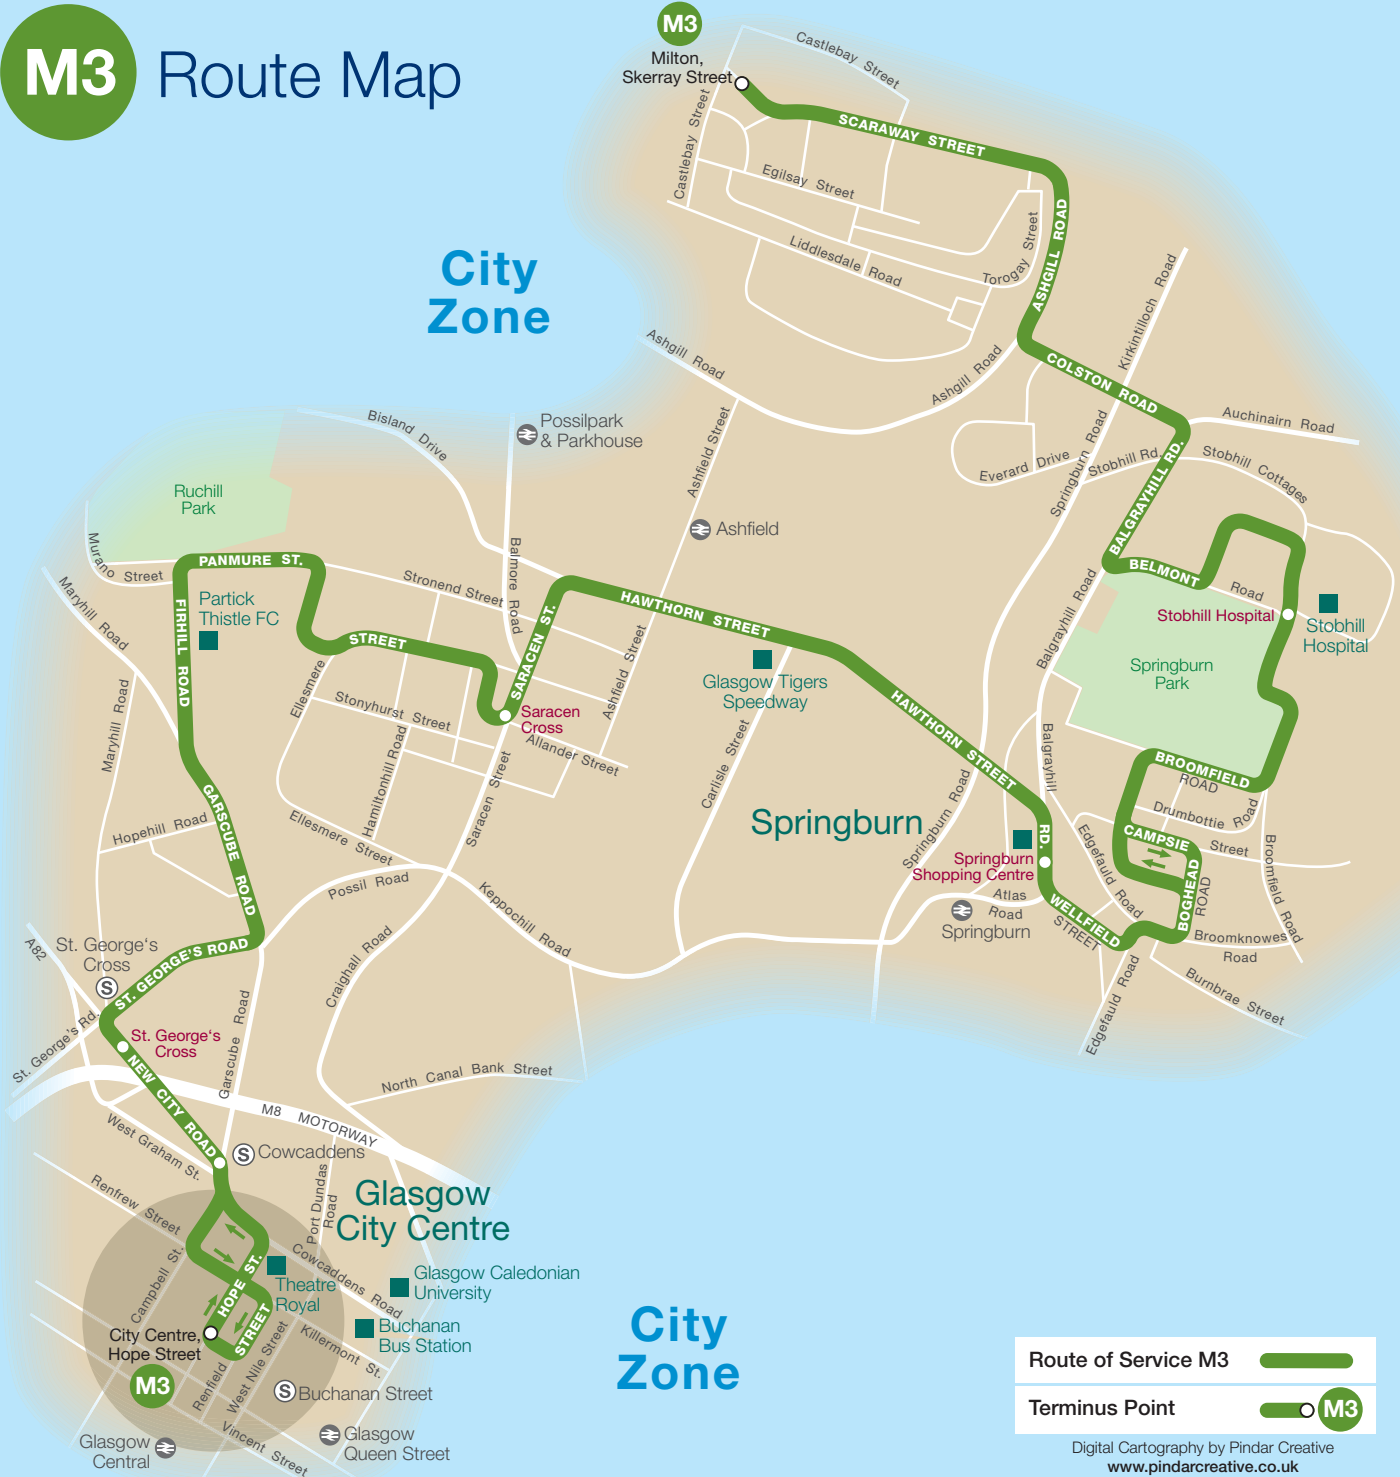 M3 Route Map
M3
Milton,
Skerray Street
Castlebay Street
Castlebay Street
SCARAWAY STREET
Egilsay Street
Liddlesdale Road
Torogay Street
ASHGILL ROAD
City
Zone
Kirkintilloch Road
Ashgill Road
Ashgill Road
COLSTON ROAD
Auchinairn Road
Bisland Drive
Possilpark
& Parkhouse
Ashfield Street
Everard Drive
Springburn Road
Stobhill Rd.
BALGRAYHILL RD.
Stobhill Cottages
Ruchill
Park
Ashfield
Murano
Street
PANMURE ST.
Balmore Road
Stronend Street
BELMONT
Road
Maryhill Road
Partick
Thistle FC
FIRHILL ROAD
HAWTHORN STREET
SARACEN ST.
Balgrayhill Road
Stobhill Hospital
Stobhill
Hospital
STREET
Ellesmere
Ashfield Street
Glasgow Tigers
Speedway
Springburn
Park
Stonyhurst Street
Saracen
Cross
Allander Street
HAWTHORN STREET
Maryhill Road
Hamiltonhill Road
Saracen Street
Carlisle Street
Balgrayhill
RD.
BROOMFIELD
ROAD
GARSCUBE ROAD
Hopehill Road
Ellesmere Street
Springburn
Springburn Road
Drumbottie Road
CAMPSIE
Street
Edgefauld Road
Broomfield Road
Springburn
Shopping Centre
BOGHEAD
ROAD
Possil Road
Keppochill Road
Atlas
Road
Springburn
WELLFIELD
STREET
Broomknowes
Road
A82
St. George's
Cross
S
ST. GEORGE'S ROAD
Craighall Road
Edgefauld Road
Burnbrae Street
St. George's Rd.
St. George's
Cross
Garscube Road
NEW CITY ROAD
North Canal Bank Street
M8 MOTORWAY
West Graham St.
S Cowcaddens
Renfrew Street
Port Dundas
Road
Glasgow
City Centre
Campbell St.
HOPE ST.
Cowcaddens Road
Theatre
Royal
Glasgow Caledonian
University
STREET
City Centre,
Hope Street
Buchanan
Bus Station
Killermont St.
City
Zone
M3
Renfield
West Nile Street
S Buchanan Street
Vincent Street
Glasgow
Central
Glasgow
Queen Street
Route of Service M3
Terminus Point
M3
Digital Cartography by Pindar Creative
www.pindarcreative.co.uk